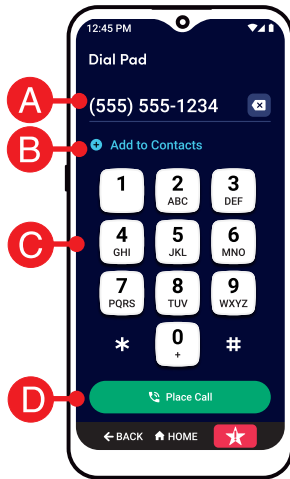 12:45 PM
Dial Pad
A (555) 555-1234
B Add to Contacts
1 2 3
ABC DEF
C 4 5 6
GHI JKL MNO
7 8 9
PQRS TUV WXYZ
* 0 #
+
D Place Call
BACK HOME